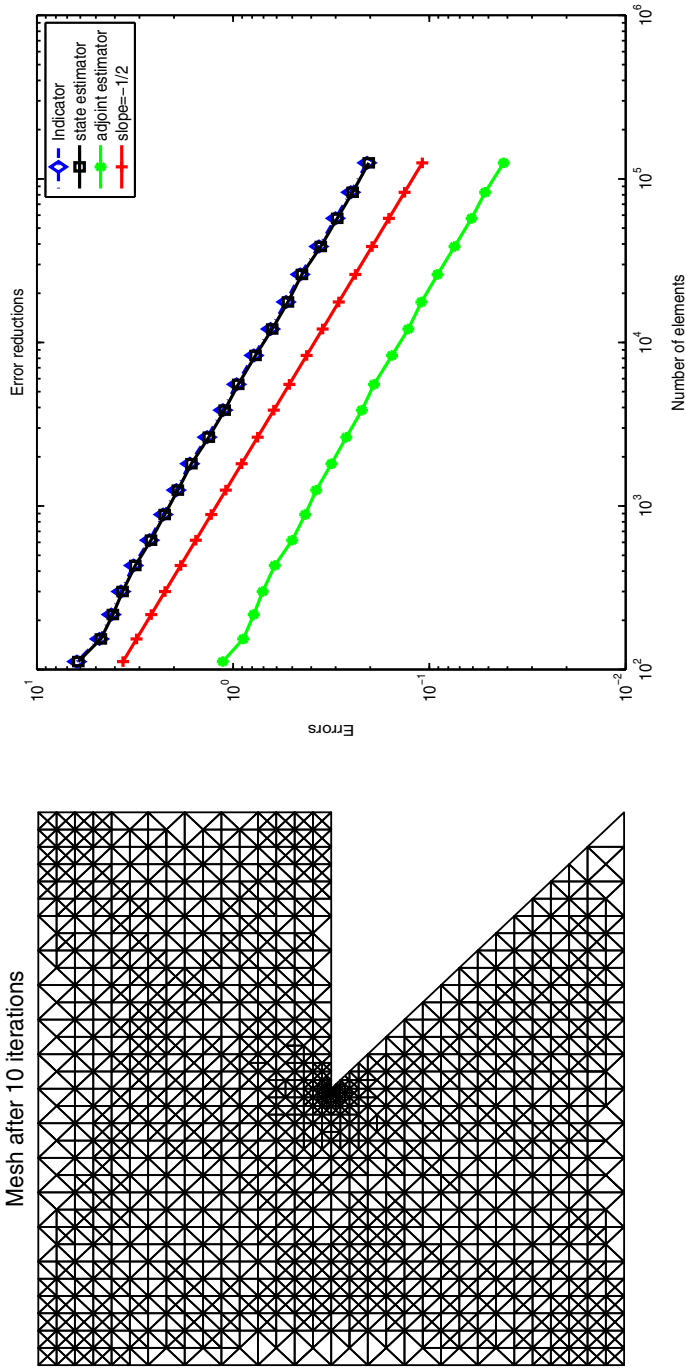 Mesh after 10 iterations
Error reductions
Indicator
state estimator
adjoint estimator
slope=−1/2
Errors
10^1
10^0
10^-1
10^-2
10^2
10^3
10^4
10^5
10^6
Number of elements